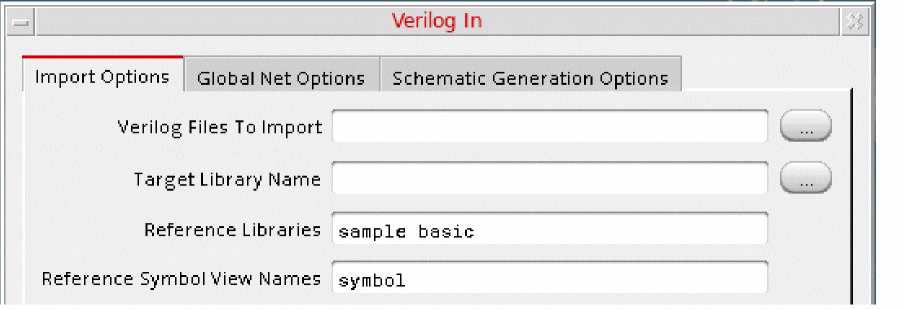 Verilog In
Import Options Global Net Options Schematic Generation Options
Verilog Files To Import ...
Target Library Name ...
Reference Libraries sample basic
Reference Symbol View Names symbol